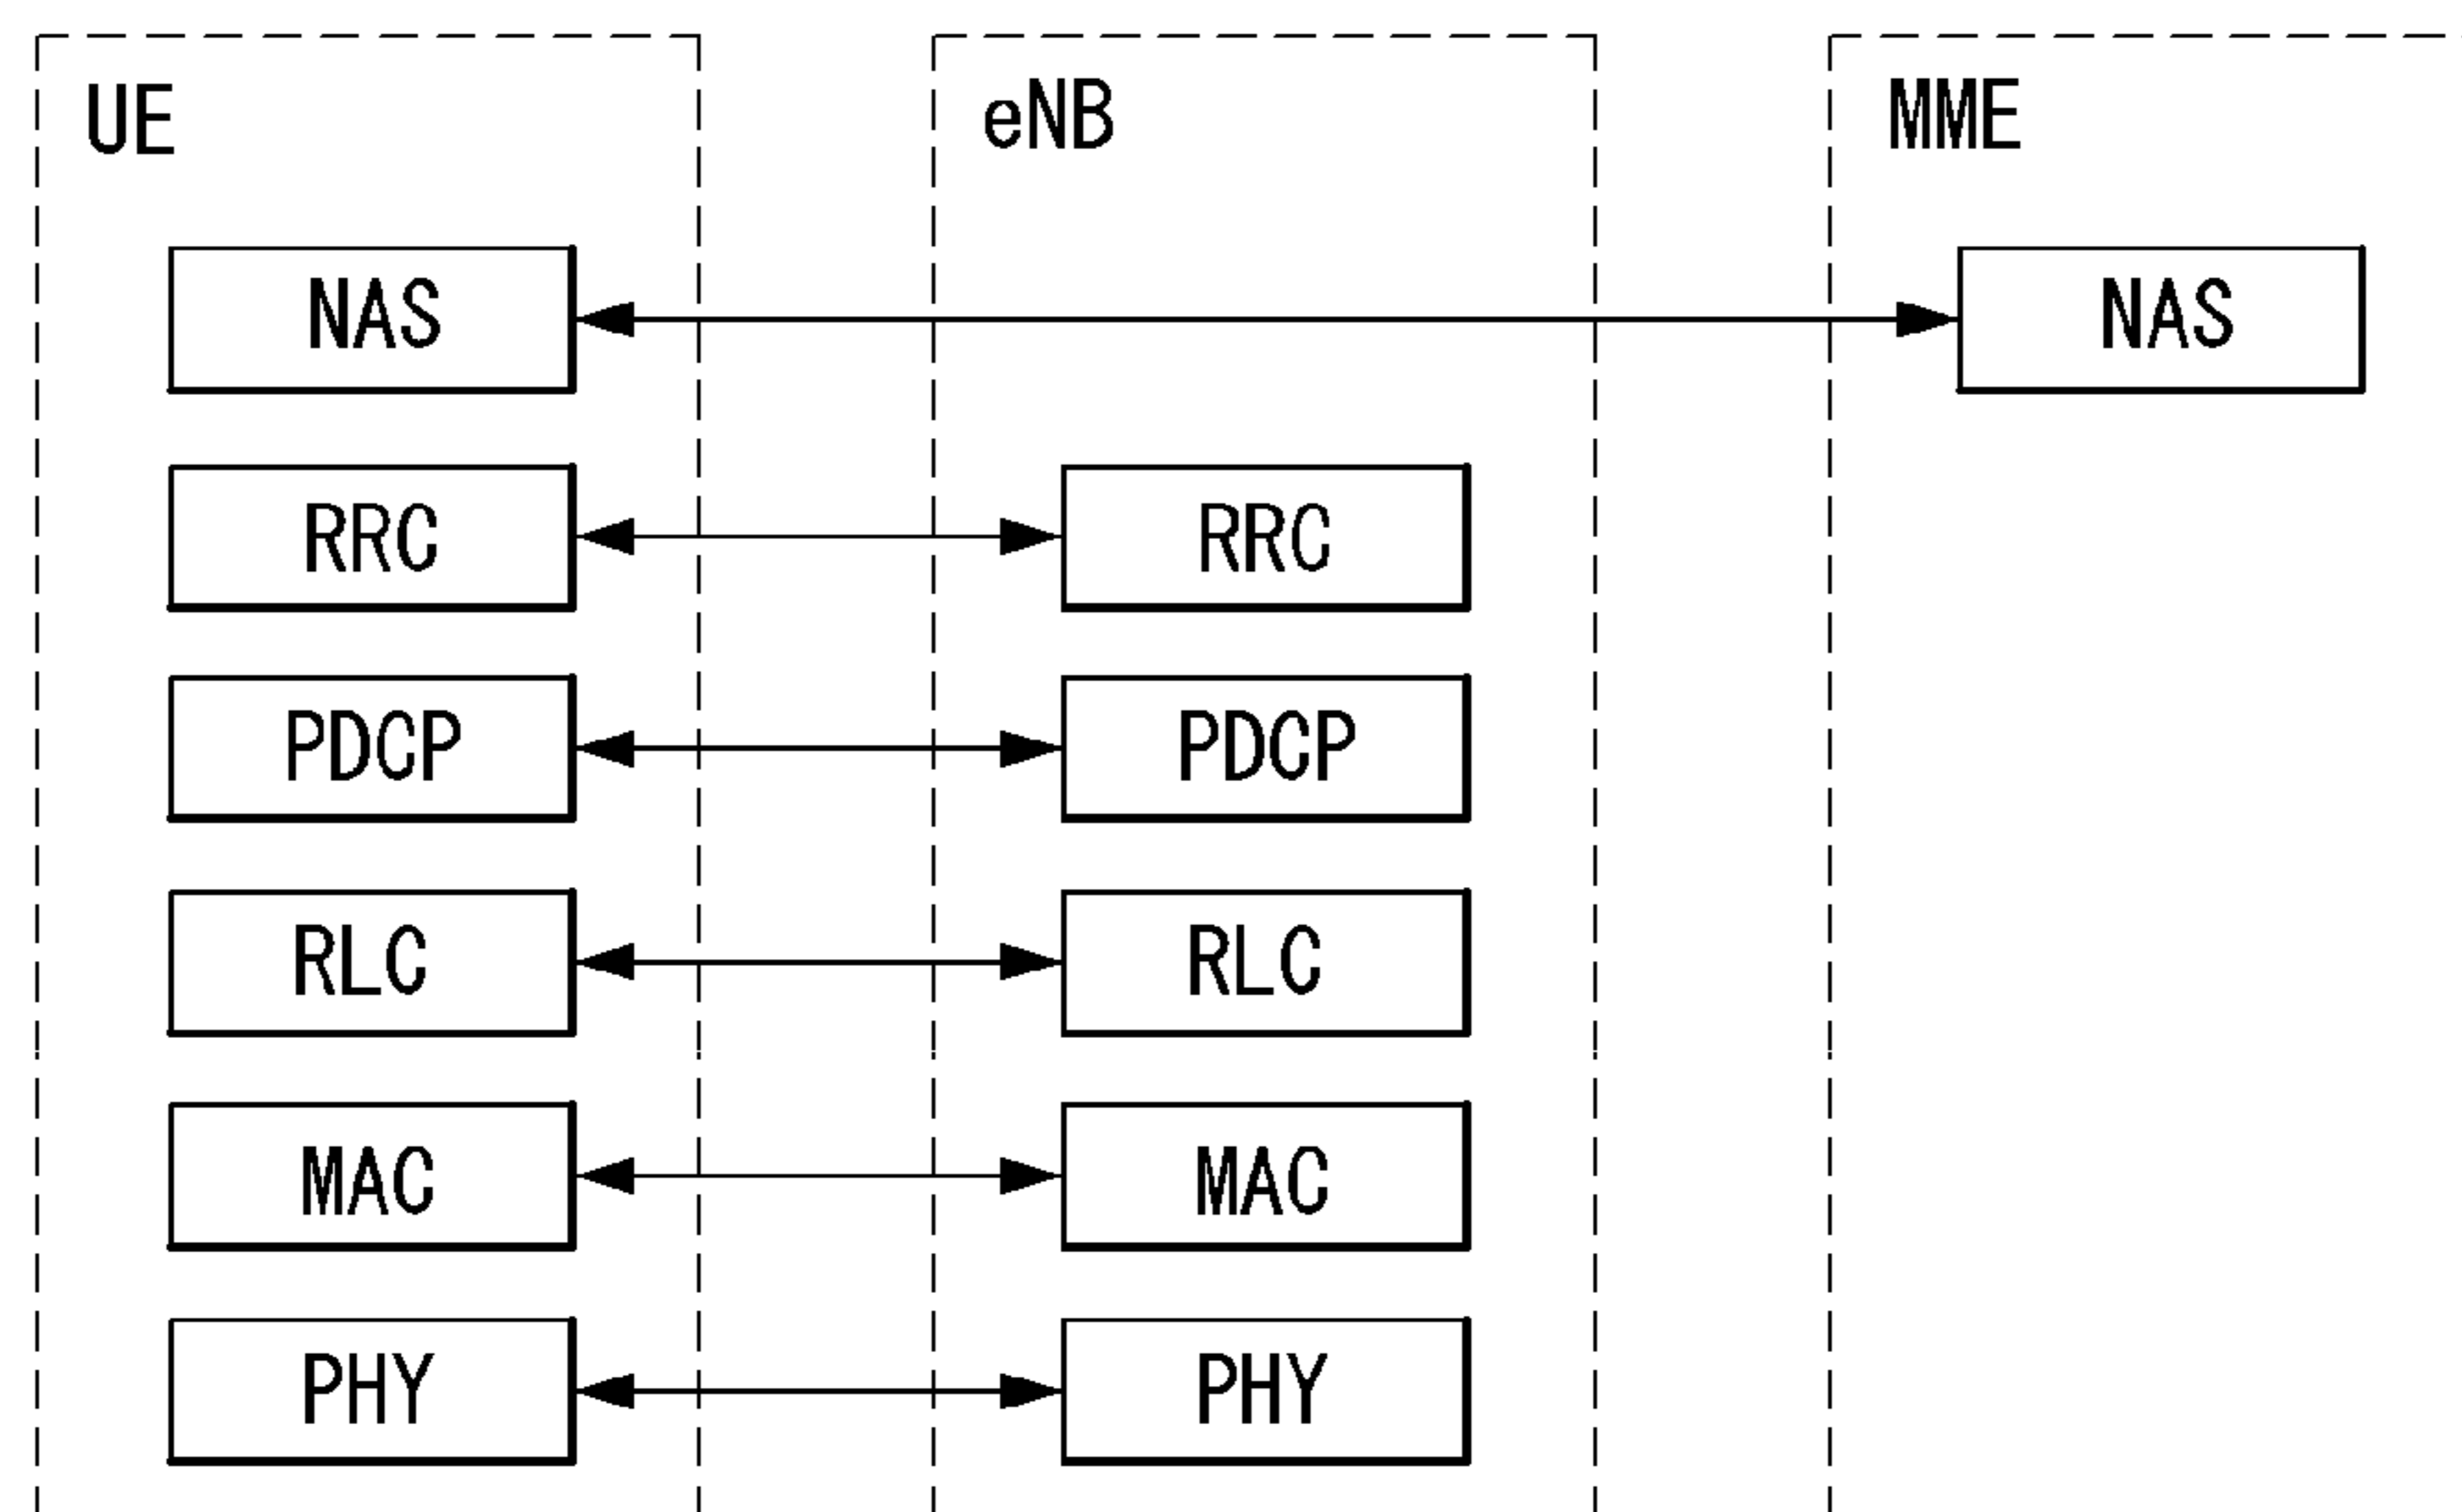 UE eNB MME
NAS NAS
RRC RRC
PDCP PDCP
RLC RLC
MAC MAC
PHY PHY